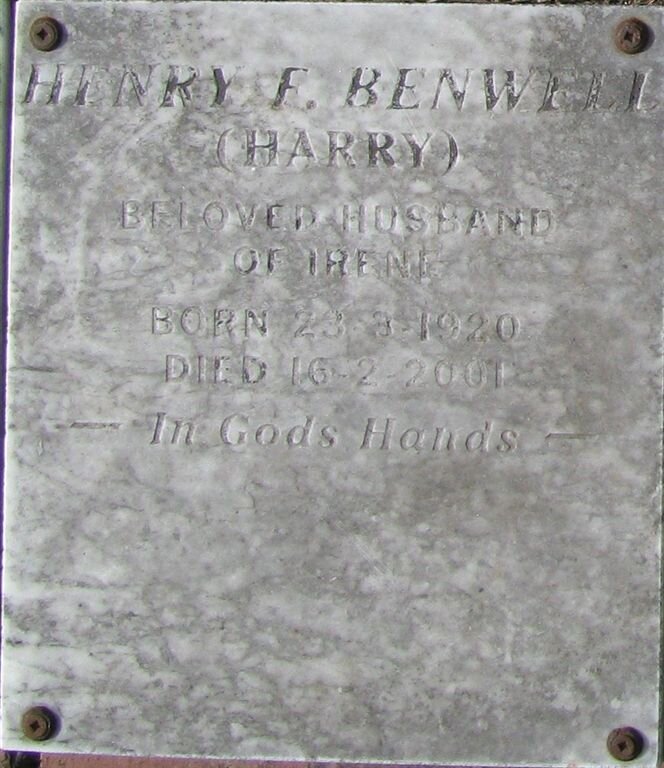 HENRY F. BENWELL
(HARRY)
BELOVED HUSBAND
OF IRENE
BORN 23-3-1920
DIED 16-2-2001
— In Gods Hands —